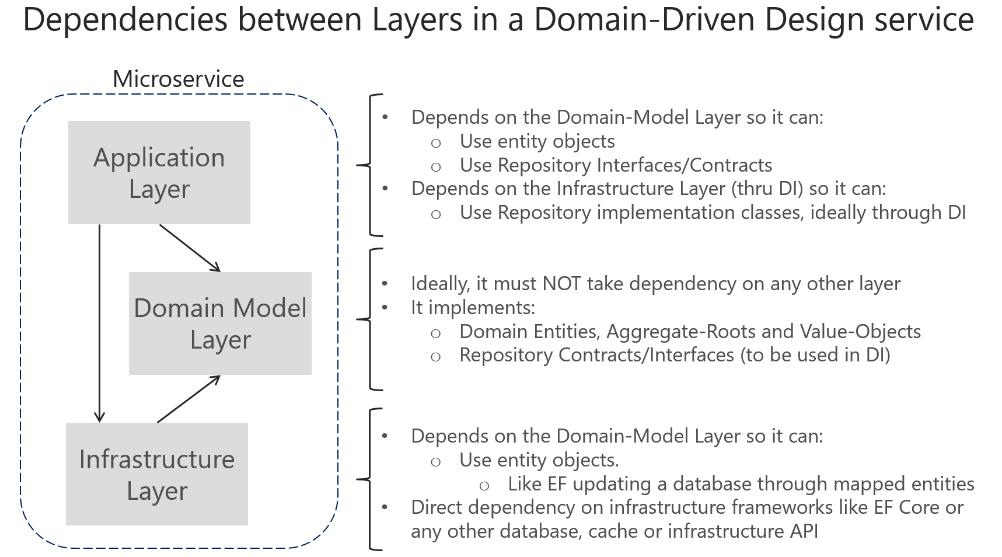 Dependencies between Layers in a Domain-Driven Design service
Microservice
Application
Layer
• Depends on the Domain-Model Layer so it can:
o Use entity objects
o Use Repository Interfaces/Contracts
• Depends on the Infrastructure Layer (thru DI) so it can:
o Use Repository implementation classes, ideally through DI
Domain Model
Layer
• Ideally, it must NOT take dependency on any other layer
• It implements:
o Domain Entities, Aggregate-Roots and Value-Objects
o Repository Contracts/Interfaces (to be used in DI)
Infrastructure
Layer
• Depends on the Domain-Model Layer so it can:
o Use entity objects.
o Like EF updating a database through mapped entities
• Direct dependency on infrastructure frameworks like EF Core or
any other database, cache or infrastructure API